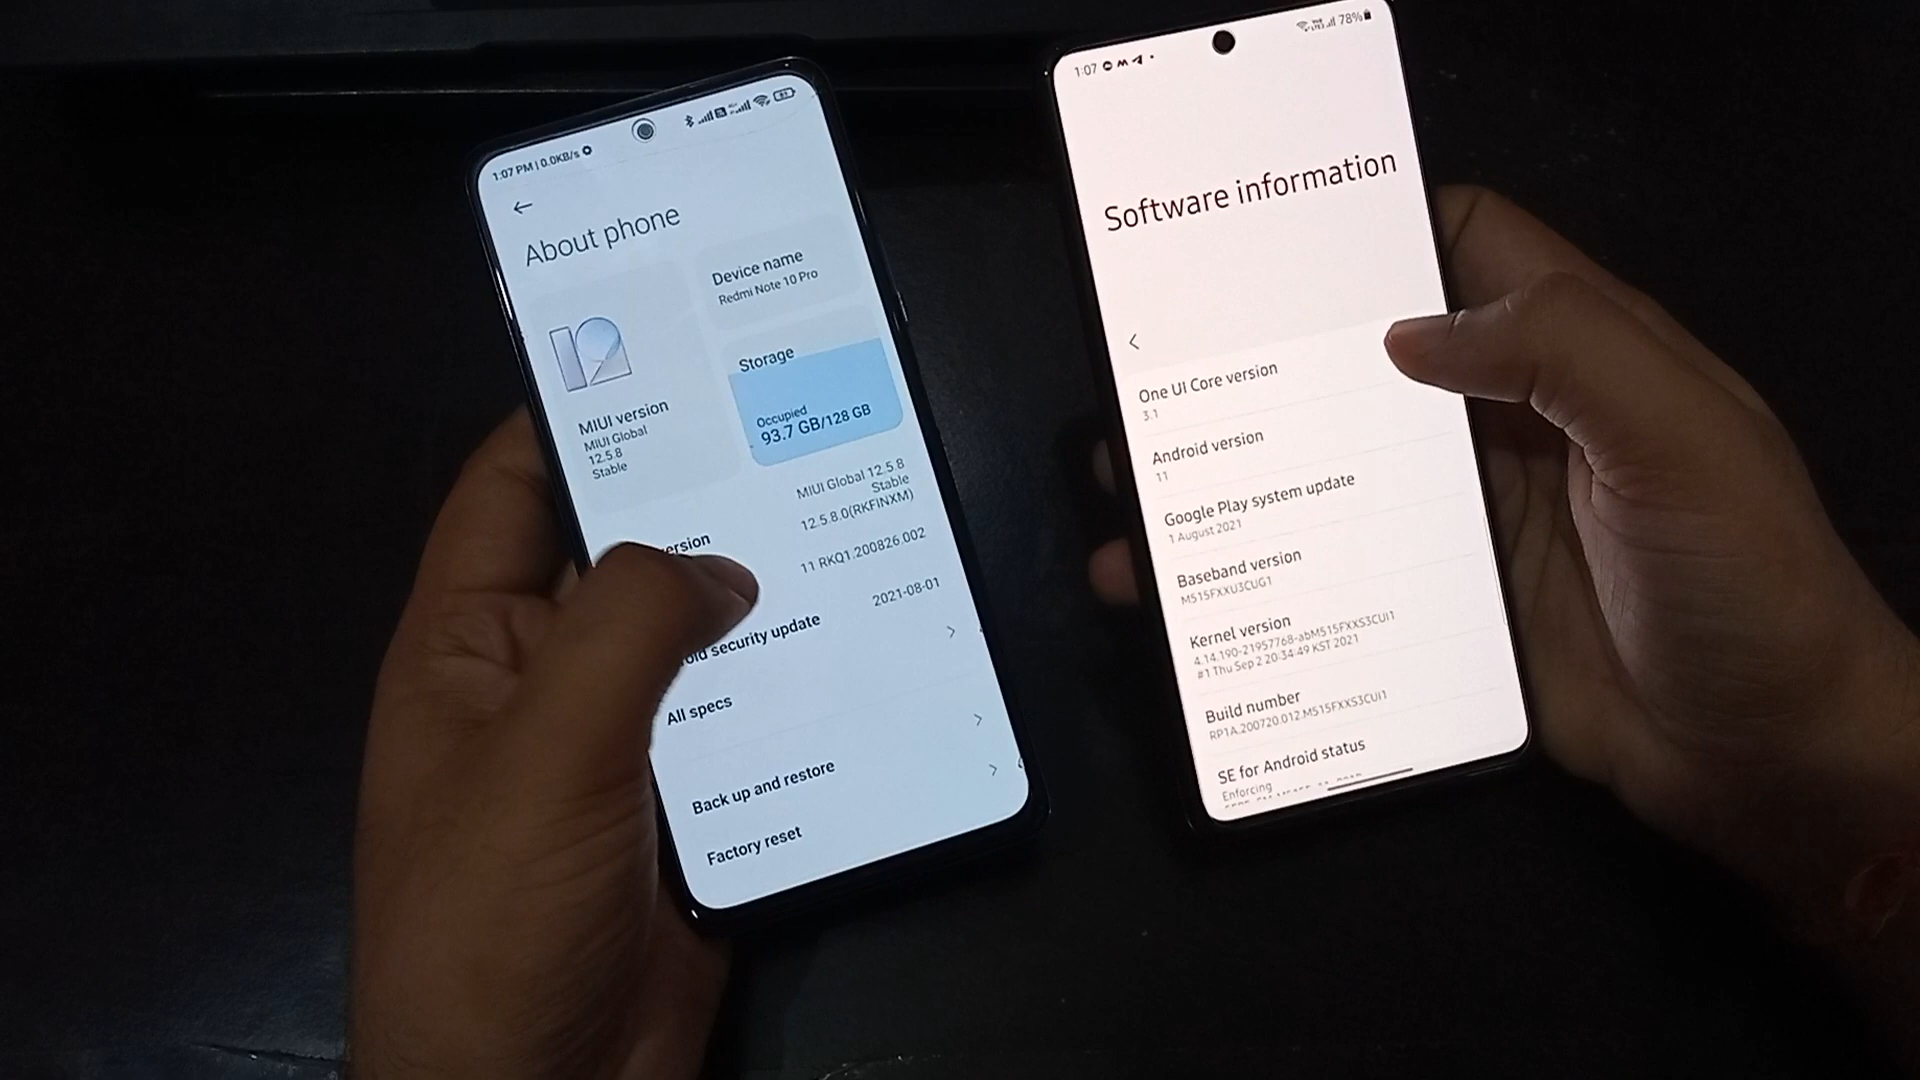 1:07 PM | 0.0KB/s
About phone
Device name
Redmi Note 10 Pro
MIUI version
MIUI Global
12.5.8
Stable
Storage
Occupied
93.7 GB/128 GB
ersion
MIUI Global 12.5.8
Stable
12.5.8.0(RKFINXM)
11 RKQ1.200826.002
oid security update
2021-08-01
All specs
Back up and restore
Factory reset
1:07
78%
Software information
One UI Core version
3.1
Android version
11
Google Play system update
1 August 2021
Baseband version
M515FXXU3CUG1
Kernel version
4.14.190-21957768-abM515FXXS3CUI1
#1 Thu Sep 2 20:34:49 KST 2021
Build number
RP1A.200720.012.M515FXXS3CUI1
SE for Android status
Enforcing